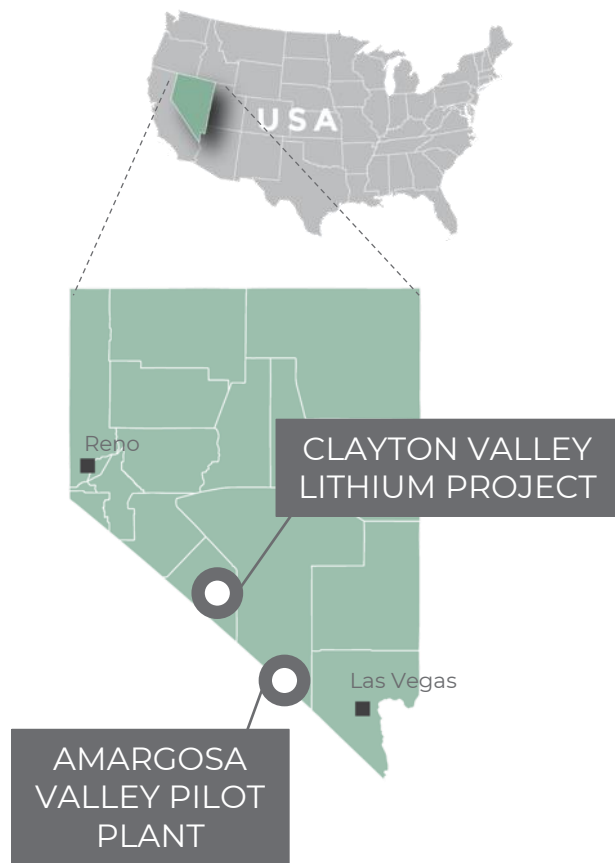 USA
Reno
CLAYTON VALLEY
LITHIUM PROJECT
Las Vegas
AMARGOSA
VALLEY PILOT
PLANT